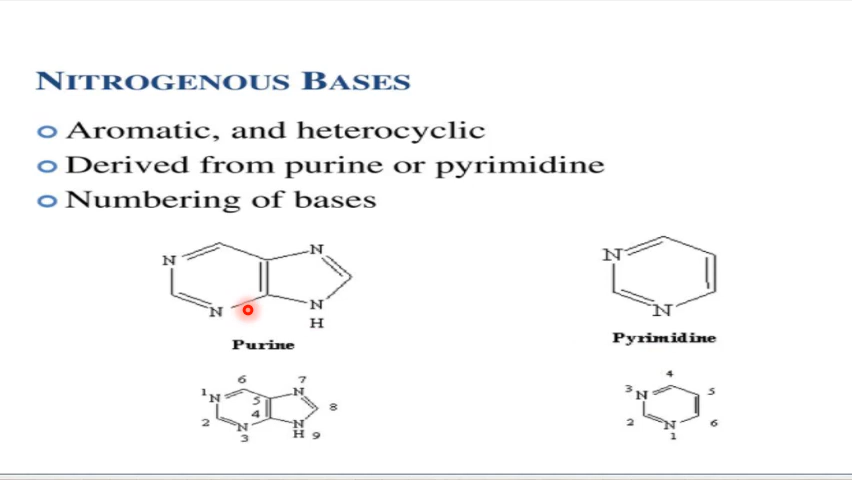 NITROGENOUS BASES
Aromatic, and heterocyclic
Derived from purine or pyrimidine
Numbering of bases
N N N N H
Purine
N N
Pyrimidine
1 2 3 4 5 6 7 8 9 N N N N H
1 2 3 4 5 6 N N